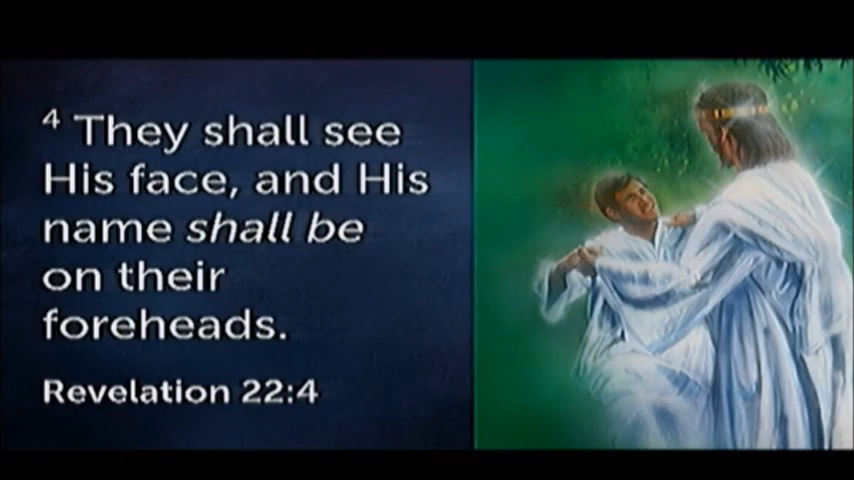 4 They shall see
His face, and His
name shall be
on their
foreheads.
Revelation 22:4